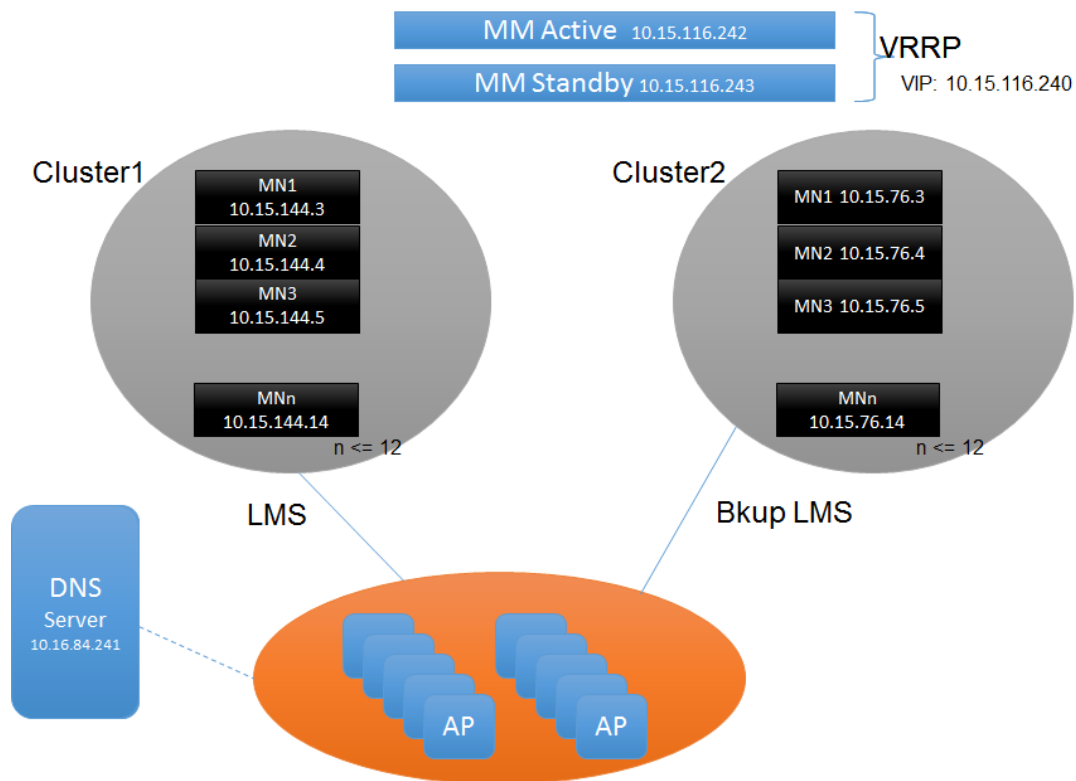 MM Active 10.15.116.242
MM Standby 10.15.116.243
VRRP
VIP: 10.15.116.240
Cluster1
MN1
10.15.144.3
MN2
10.15.144.4
MN3
10.15.144.5
MNn
10.15.144.14
n <= 12
Cluster2
MN1 10.15.76.3
MN2 10.15.76.4
MN3 10.15.76.5
MNn
10.15.76.14
n <= 12
LMS
Bkup LMS
DNS
Server
10.16.84.241
AP
AP